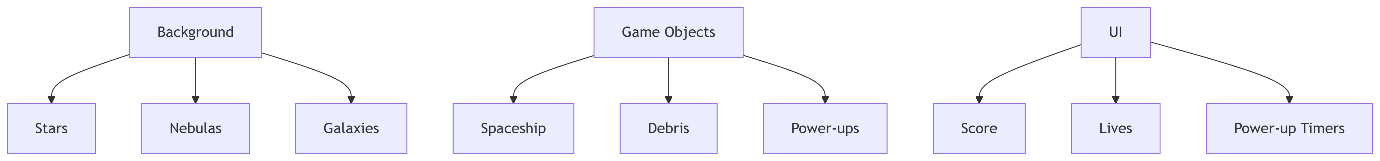 Background
Game Objects
UI
Stars
Nebulas
Galaxies
Spaceship
Debris
Power-ups
Score
Lives
Power-up Timers